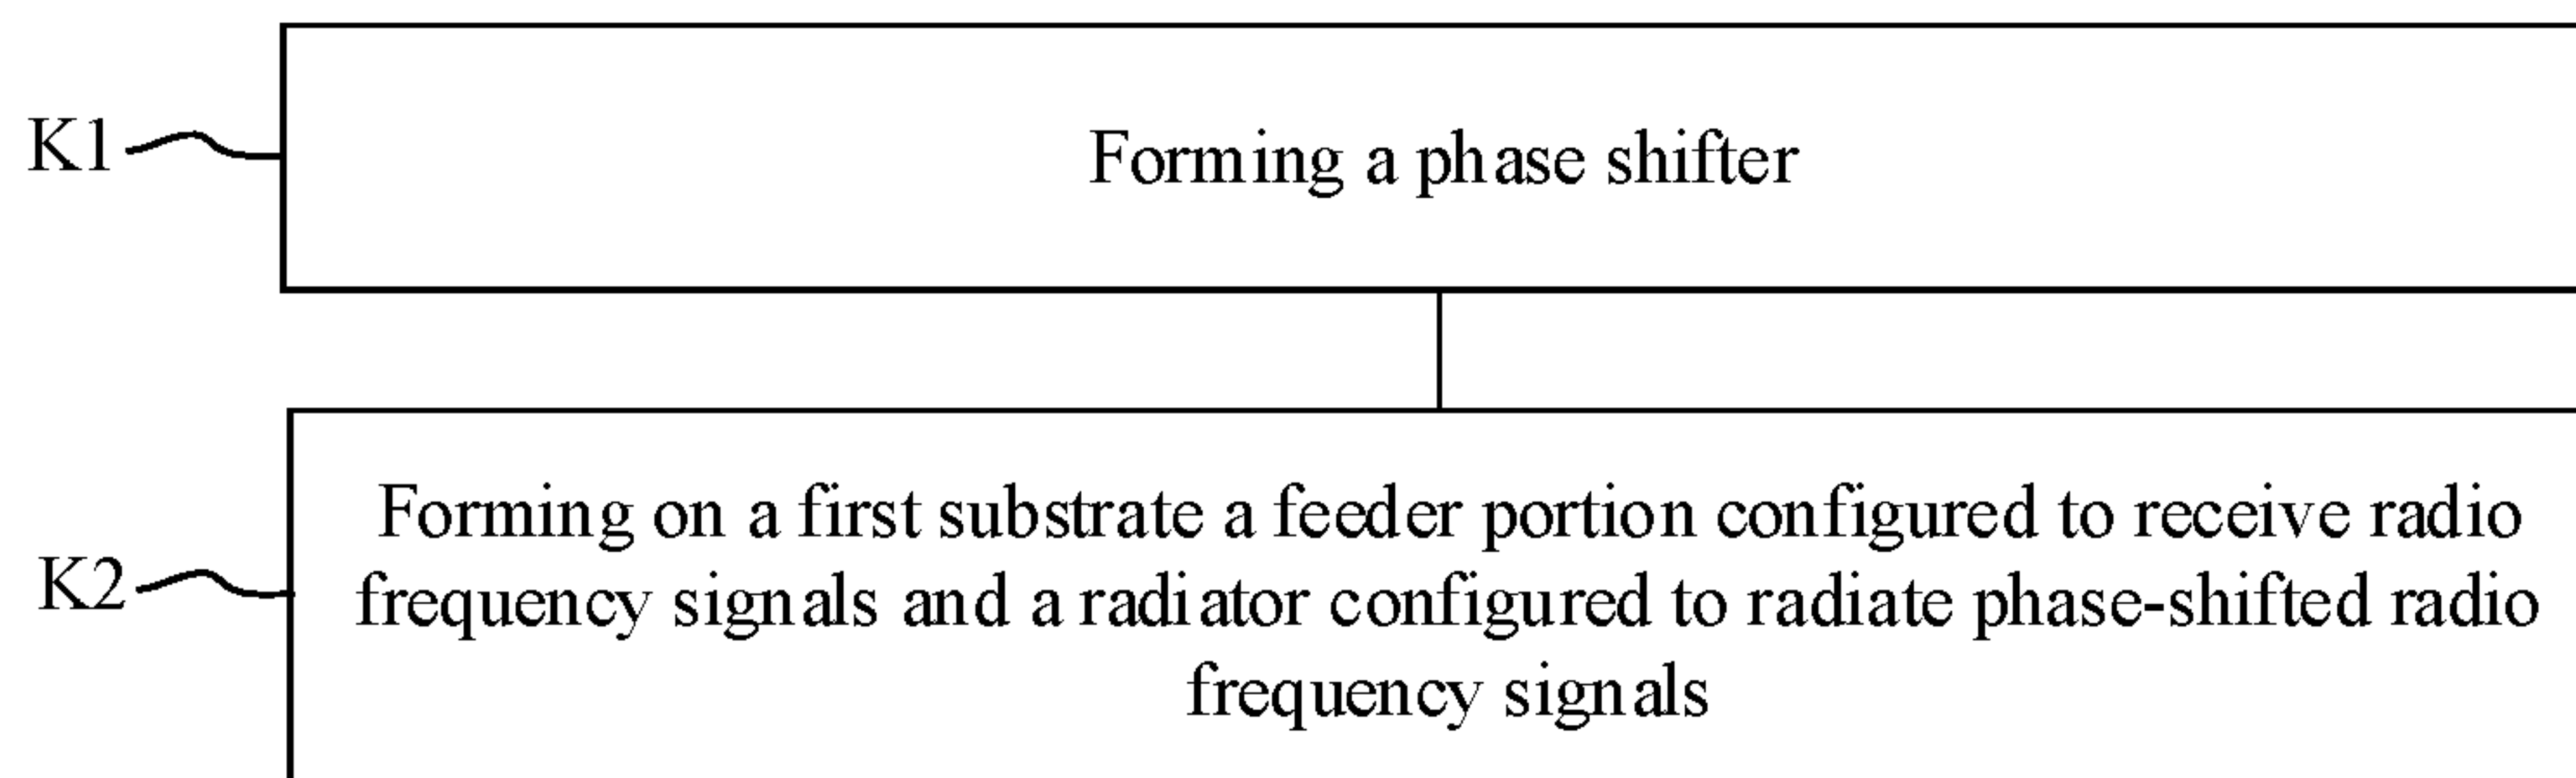 K1
Forming a phase shifter
K2
Forming on a first substrate a feeder portion configured to receive radio
frequency signals and a radiator configured to radiate phase-shifted radio
frequency signals